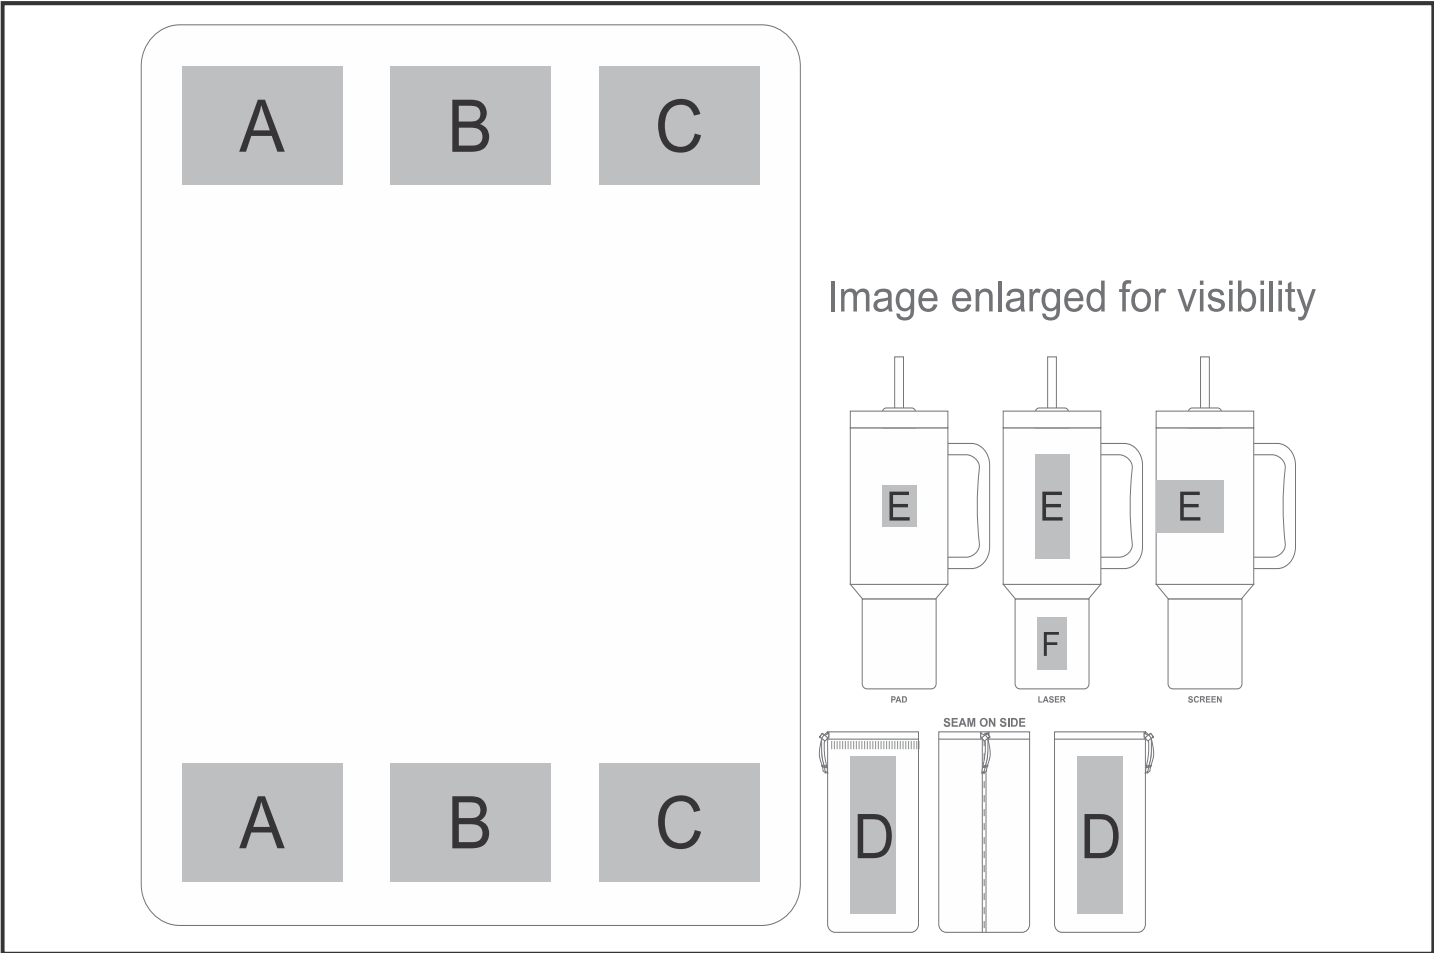 A B C
Image enlarged for visibility
E E E
F
PAD LASER SCREEN
SEAM ON SIDE
A B C
D D